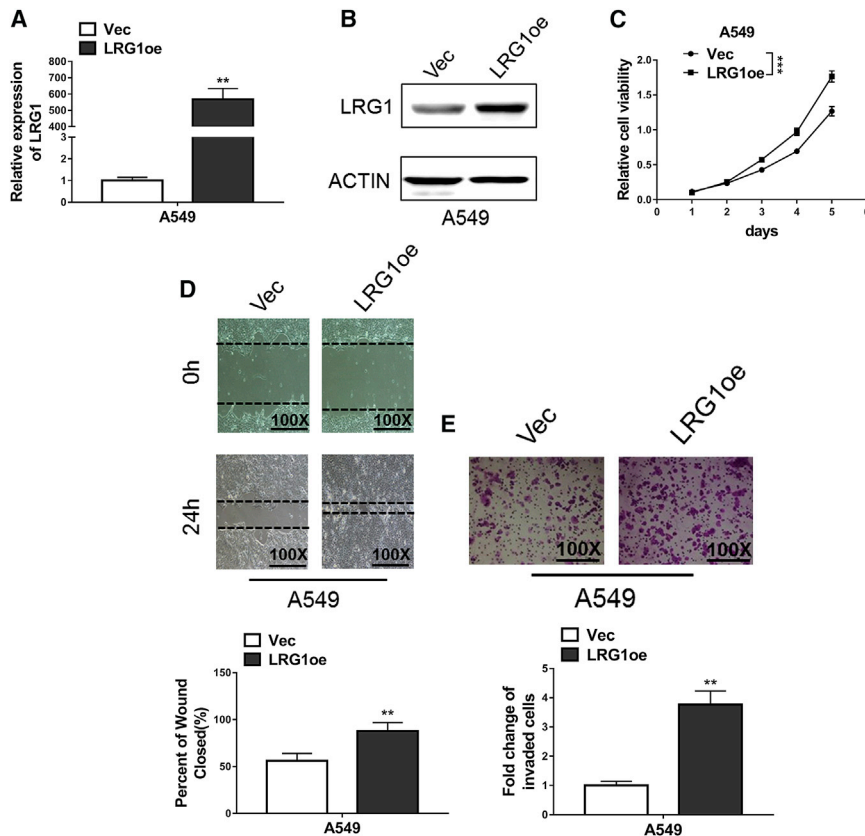 A
Vec
LRG1oe
Relative expression
of LRG1
800
700
600
500
400
3
2
1
0
**
A549
B
Vec
LRG1oe
LRG1
ACTIN
A549
C
A549
Vec
LRG1oe
***
Relative cell viability
2.0
1.5
1.0
0.5
0.0
0
1
2
3
4
5
days
D
Vec
LRG1oe
0h
100X
100X
24h
100X
100X
A549
Vec
LRG1oe
Percent of Wound
Closed(%)
150
100
50
0
**
A549
E
Vec
LRG1oe
100X
100X
A549
Vec
LRG1oe
Fold change of
invaded cells
5
4
3
2
1
0
**
A549